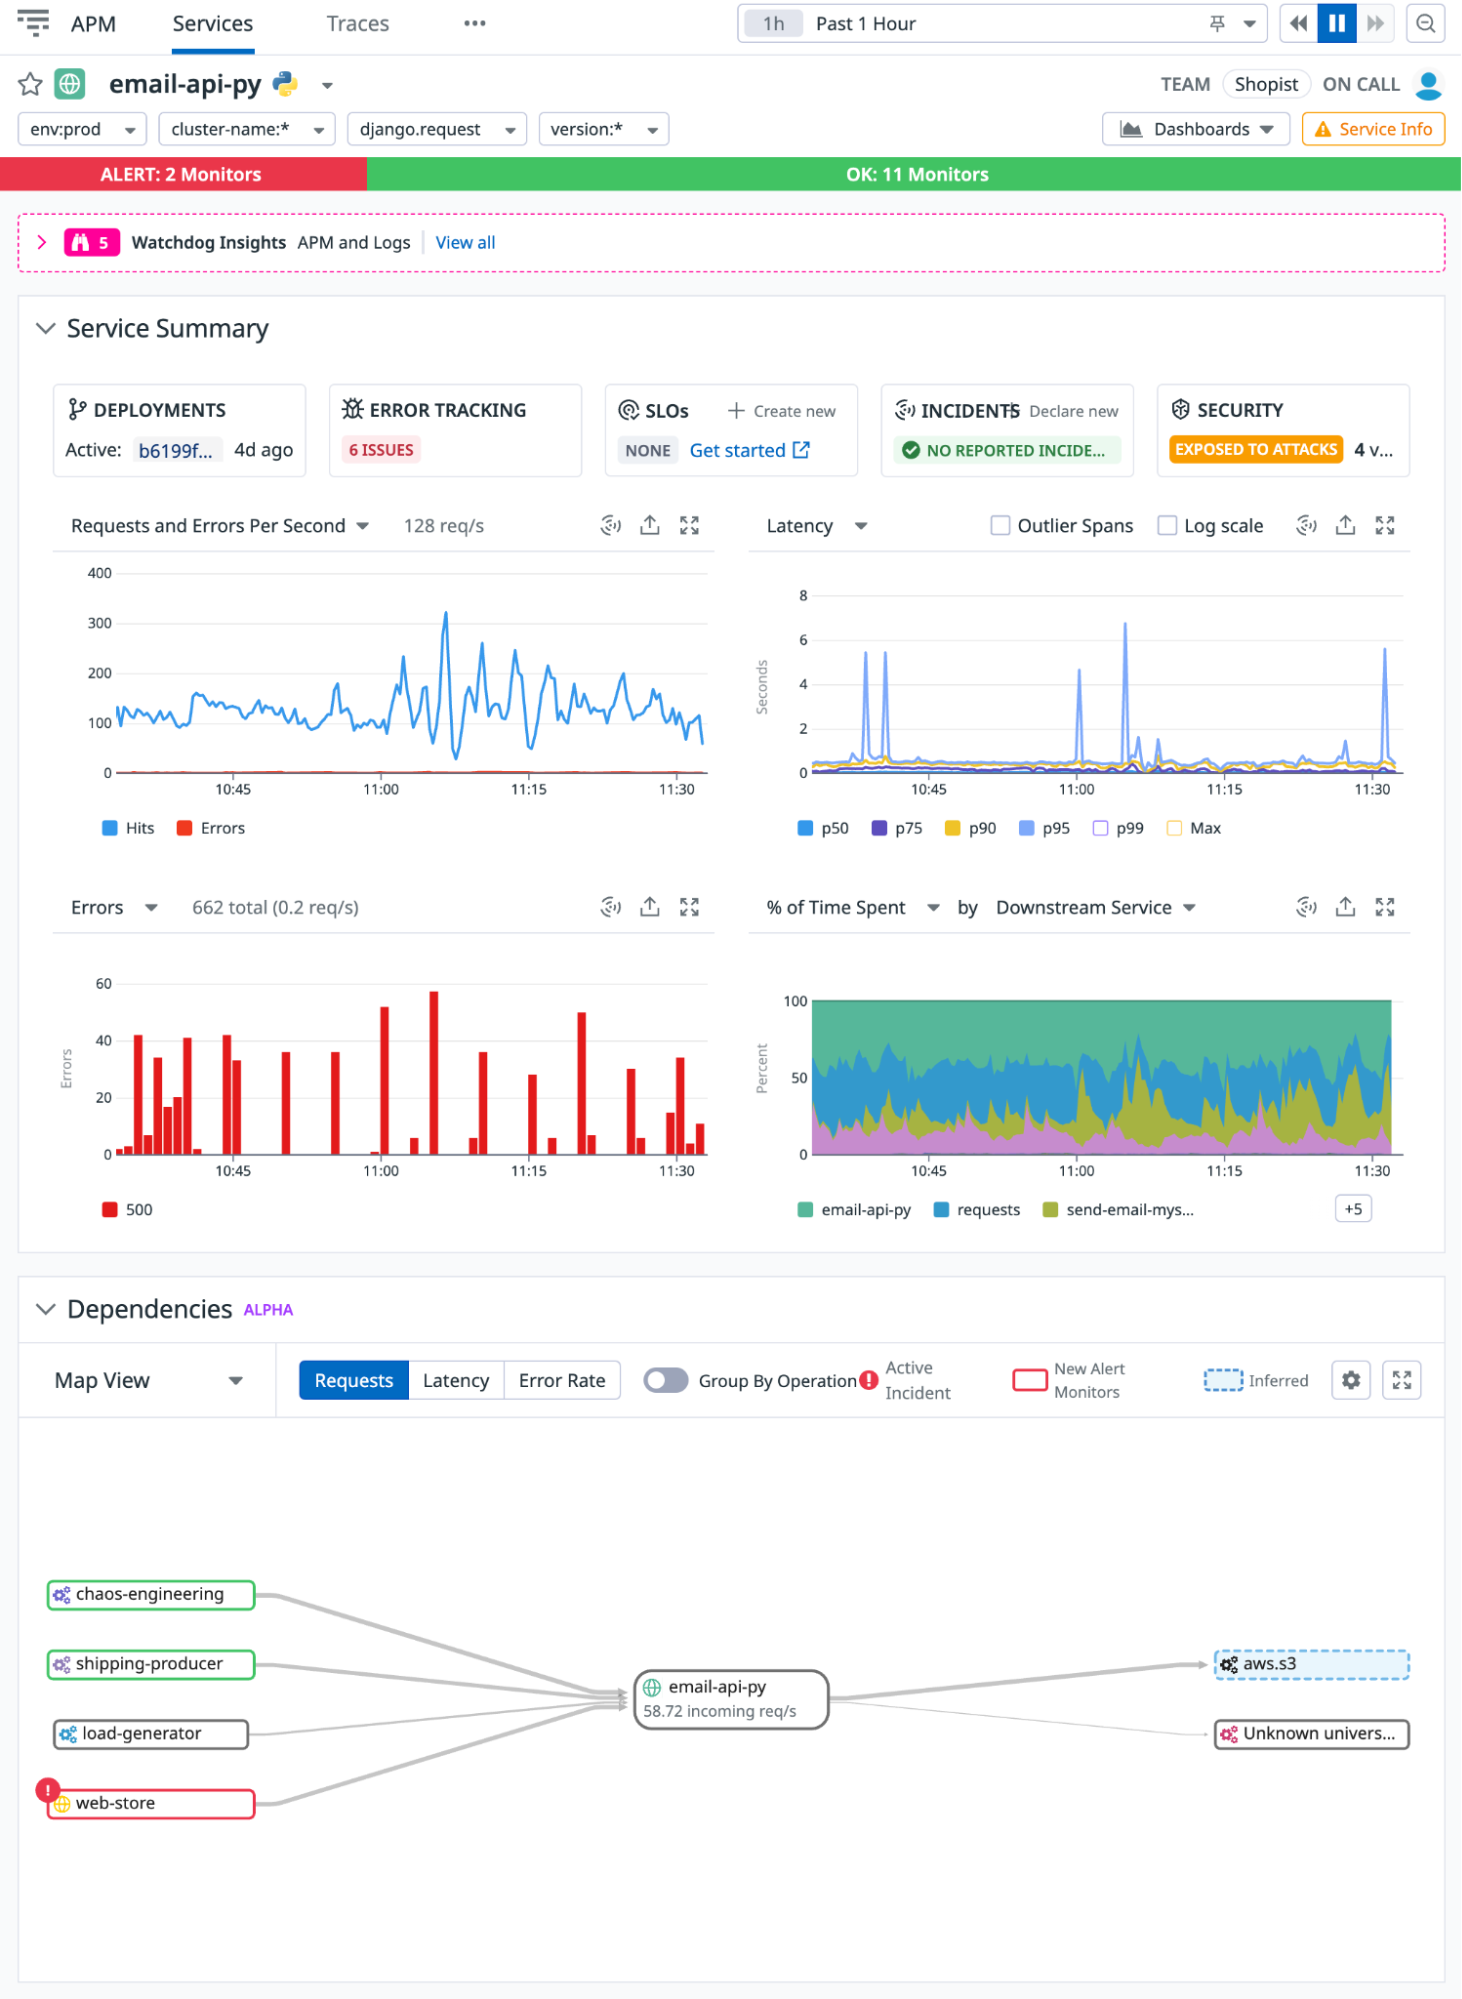 APM Services Traces ••• 1h Past 1 Hour
email-api-py TEAM Shopist ON CALL
env:prod cluster-name:* django.request version:* Dashboards Service Info
ALERT: 2 Monitors OK: 11 Monitors
5 Watchdog Insights APM and Logs View all
Service Summary
DEPLOYMENTS
Active: b6199f... 4d ago
ERROR TRACKING
6 ISSUES
SLOs + Create new
NONE Get started
INCIDENTS + Declare new
NO REPORTED INCIDE...
SECURITY
EXPOSED TO ATTACKS 4 v...
Requests and Errors Per Second 128 req/s
400
300
200
100
0
10:45 11:00 11:15 11:30
Hits Errors
Latency Outlier Spans Log scale
Seconds
8
6
4
2
0
10:45 11:00 11:15 11:30
p50 p75 p90 p95 p99 Max
Errors 662 total (0.2 req/s)
Errors
60
40
20
0
10:45 11:00 11:15 11:30
500
% of Time Spent by Downstream Service
Percent
100
50
0
10:45 11:00 11:15 11:30
email-api-py requests send-email-mys... +5
Dependencies ALPHA
Map View Requests Latency Error Rate Group By Operation
Active
Incident
New Alert
Monitors
Inferred
chaos-engineering
shipping-producer
load-generator
web-store
email-api-py
58.72 incoming req/s
aws.s3
Unknown univers...